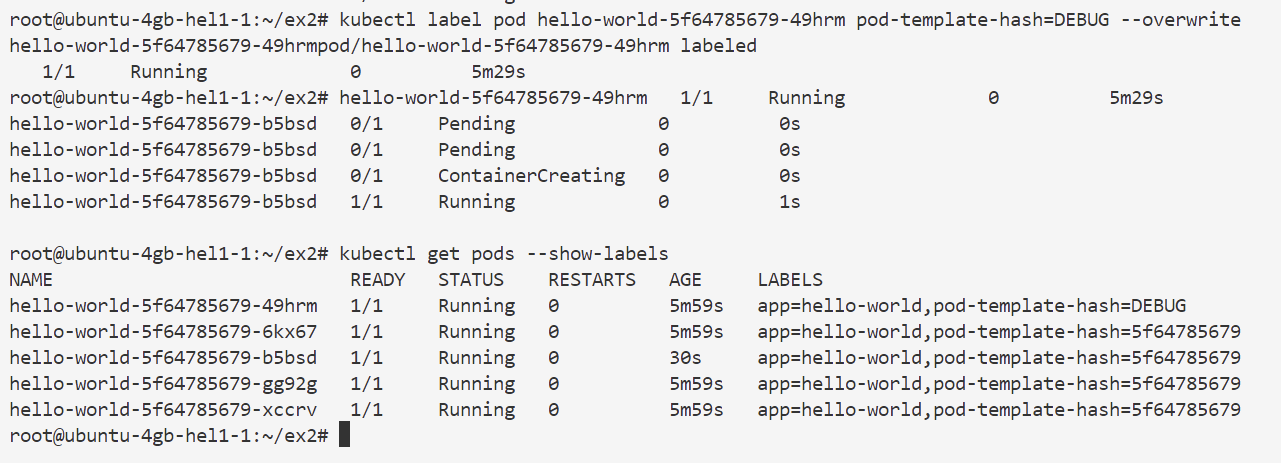 root@ubuntu-4gb-hel1-1:~/ex2# kubectl label pod hello-world-5f64785679-49hrm pod-template-hash=DEBUG --overwrite
hello-world-5f64785679-49hrmpod/hello-world-5f64785679-49hrm labeled
   1/1     Running             0          5m29s
root@ubuntu-4gb-hel1-1:~/ex2# hello-world-5f64785679-49hrm   1/1     Running             0          5m29s
hello-world-5f64785679-b5bsd   0/1     Pending             0          0s
hello-world-5f64785679-b5bsd   0/1     Pending             0          0s
hello-world-5f64785679-b5bsd   0/1     ContainerCreating   0          0s
hello-world-5f64785679-b5bsd   1/1     Running             0          1s
root@ubuntu-4gb-hel1-1:~/ex2# kubectl get pods --show-labels
NAME                           READY   STATUS    RESTARTS   AGE     LABELS
hello-world-5f64785679-49hrm   1/1     Running   0          5m59s   app=hello-world,pod-template-hash=DEBUG
hello-world-5f64785679-6kx67   1/1     Running   0          5m59s   app=hello-world,pod-template-hash=5f64785679
hello-world-5f64785679-b5bsd   1/1     Running   0          30s     app=hello-world,pod-template-hash=5f64785679
hello-world-5f64785679-gg92g   1/1     Running   0          5m59s   app=hello-world,pod-template-hash=5f64785679
hello-world-5f64785679-xccrv   1/1     Running   0          5m59s   app=hello-world,pod-template-hash=5f64785679
root@ubuntu-4gb-hel1-1:~/ex2#